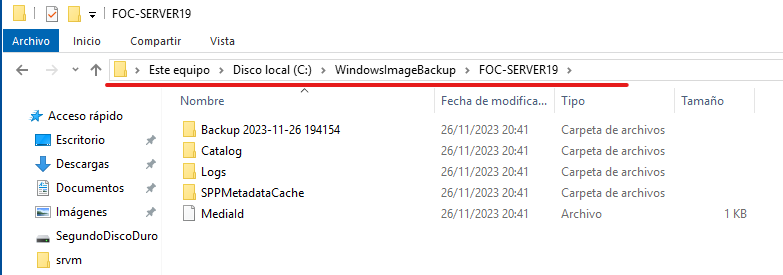 FOC-SERVER19
Archivo Inicio Compartir Vista
Este equipo Disco local (C:) WindowsImageBackup FOC-SERVER19
Nombre Fecha de modifica... Tipo Tamaño
Acceso rápido
Escritorio
Descargas
Documentos
Imágenes
SegundoDiscoDuro
srvm
Backup 2023-11-26 194154 26/11/2023 20:41 Carpeta de archivos
Catalog 26/11/2023 20:41 Carpeta de archivos
Logs 26/11/2023 20:41 Carpeta de archivos
SPPMetadataCache 26/11/2023 20:41 Carpeta de archivos
MediaId 26/11/2023 20:41 Archivo 1 KB